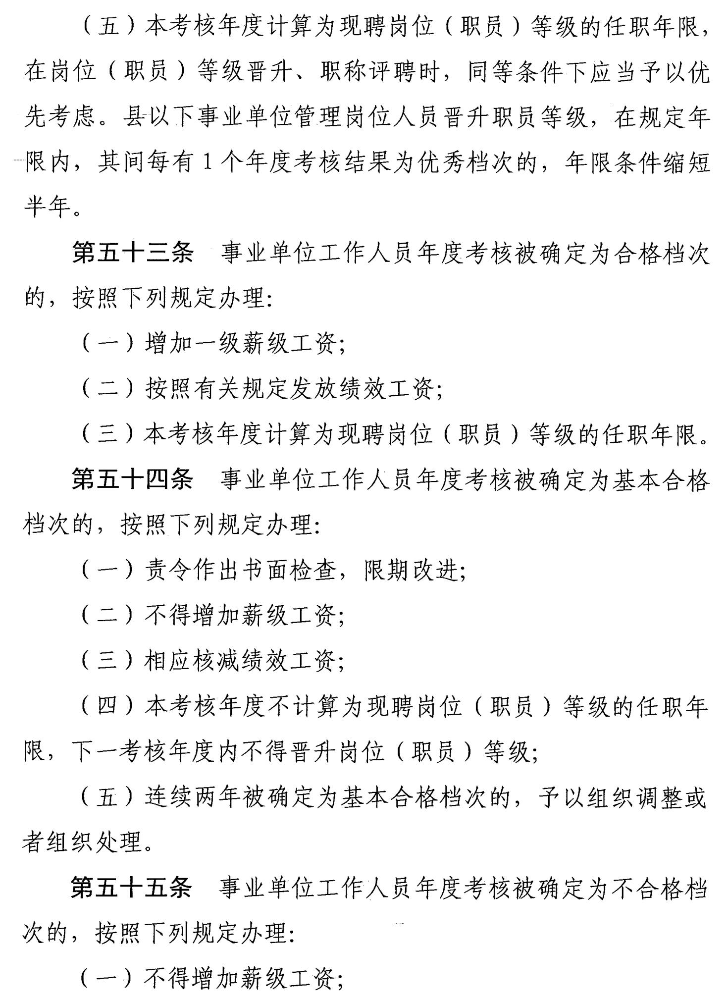 （五）本考核年度计算为现聘岗位（职员）等级的任职年限，
在岗位（职员）等级晋升、职称评聘时，同等条件下应当予以优
先考虑。县以下事业单位管理岗位人员晋升职员等级，在规定年
限内，其间每有1个年度考核结果为优秀档次的，年限条件缩短
半年。
第五十三条　事业单位工作人员年度考核被确定为合格档次
的，按照下列规定办理：
（一）增加一级薪级工资；
（二）按照有关规定发放绩效工资；
（三）本考核年度计算为现聘岗位（职员）等级的任职年限。
第五十四条　事业单位工作人员年度考核被确定为基本合格
档次的，按照下列规定办理：
（一）责令作出书面检查，限期改进；
（二）不得增加薪级工资；
（三）相应核减绩效工资；
（四）本考核年度不计算为现聘岗位（职员）等级的任职年
限，下一考核年度内不得晋升岗位（职员）等级；
（五）连续两年被确定为基本合格档次的，予以组织调整或
者组织处理。
第五十五条　事业单位工作人员年度考核被确定为不合格档
次的，按照下列规定办理：
（一）不得增加薪级工资；